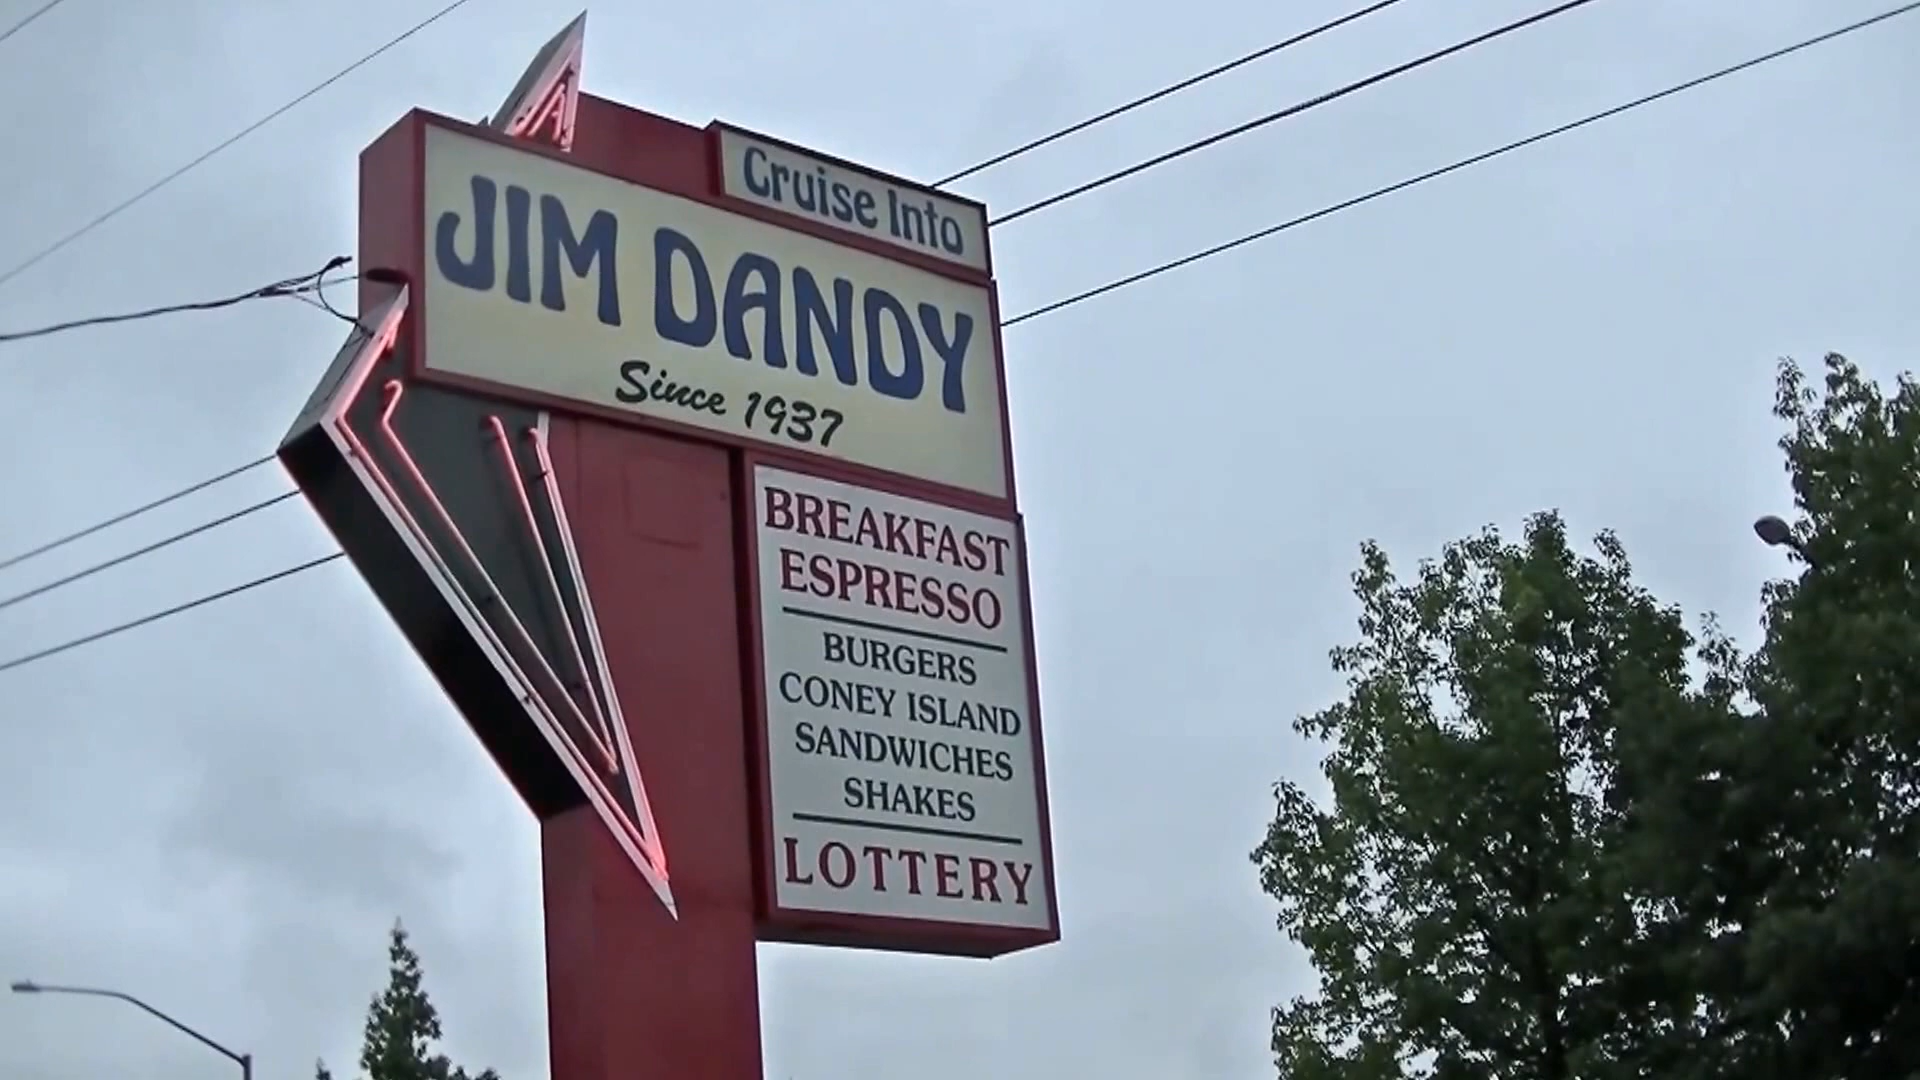 Cruise Into
JIM DANDY
Since 1937
BREAKFAST
ESPRESSO
BURGERS
CONEY ISLAND
SANDWICHES
SHAKES
LOTTERY